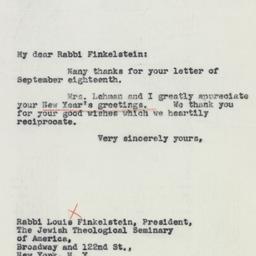 My dear Rabbi Finkelstein:
Many thanks for your letter of
September eighteenth.
Mrs. Lehman and I greatly appreciate
your New Year's greetings. We thank you
for your good wishes which we heartily
reciprocate.
Very sincerely yours,
Rabbi Louis Finkelstein, President,
The Jewish Theological Seminary
of America,
Broadway and 122nd St.,
New York, N. Y.